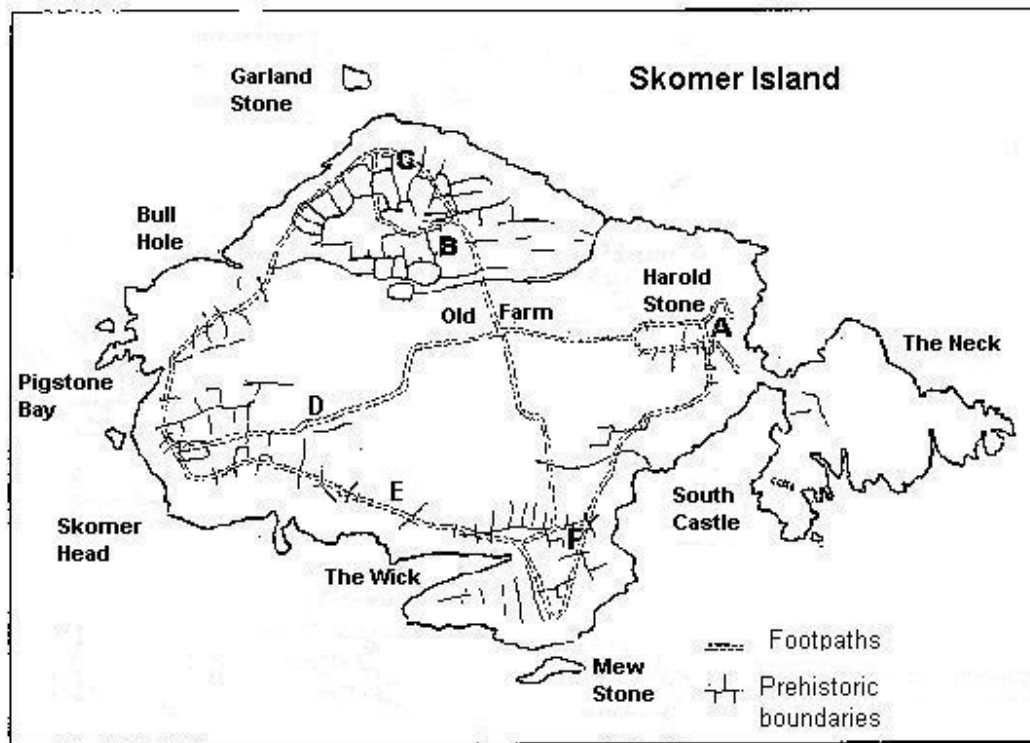 Skomer Island
Garland
Stone
G
Bull
Hole
B
Harold
Stone
Old Farm
A
The Neck
Pigstone
Bay
D
E
South
Castle
Skomer
Head
F
The Wick
Mew
Stone
Footpaths
Prehistoric
boundaries